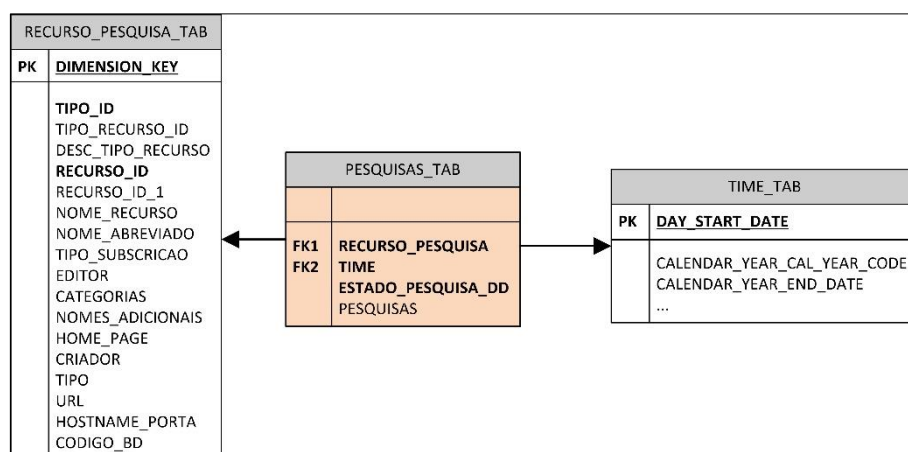 RECURSO_PESQUISA_TAB
PK DIMENSION_KEY
TIPO_ID
TIPO_RECURSO_ID
DESC_TIPO_RECURSO
RECURSO_ID
RECURSO_ID_1
NOME_RECURSO
NOME_ABREVIADO
TIPO_SUBSCRICAO
EDITOR
CATEGORIAS
NOMES_ADICIONAIS
HOME_PAGE
CRIADOR
TIPO
URL
HOSTNAME_PORTA
CODIGO_BD
PESQUISAS_TAB
FK1 RECURSO_PESQUISA
FK2 TIME
ESTADO_PESQUISA_DD
PESQUISAS
TIME_TAB
PK DAY_START_DATE
CALENDAR_YEAR_CAL_YEAR_CODE
CALENDAR_YEAR_END_DATE
...